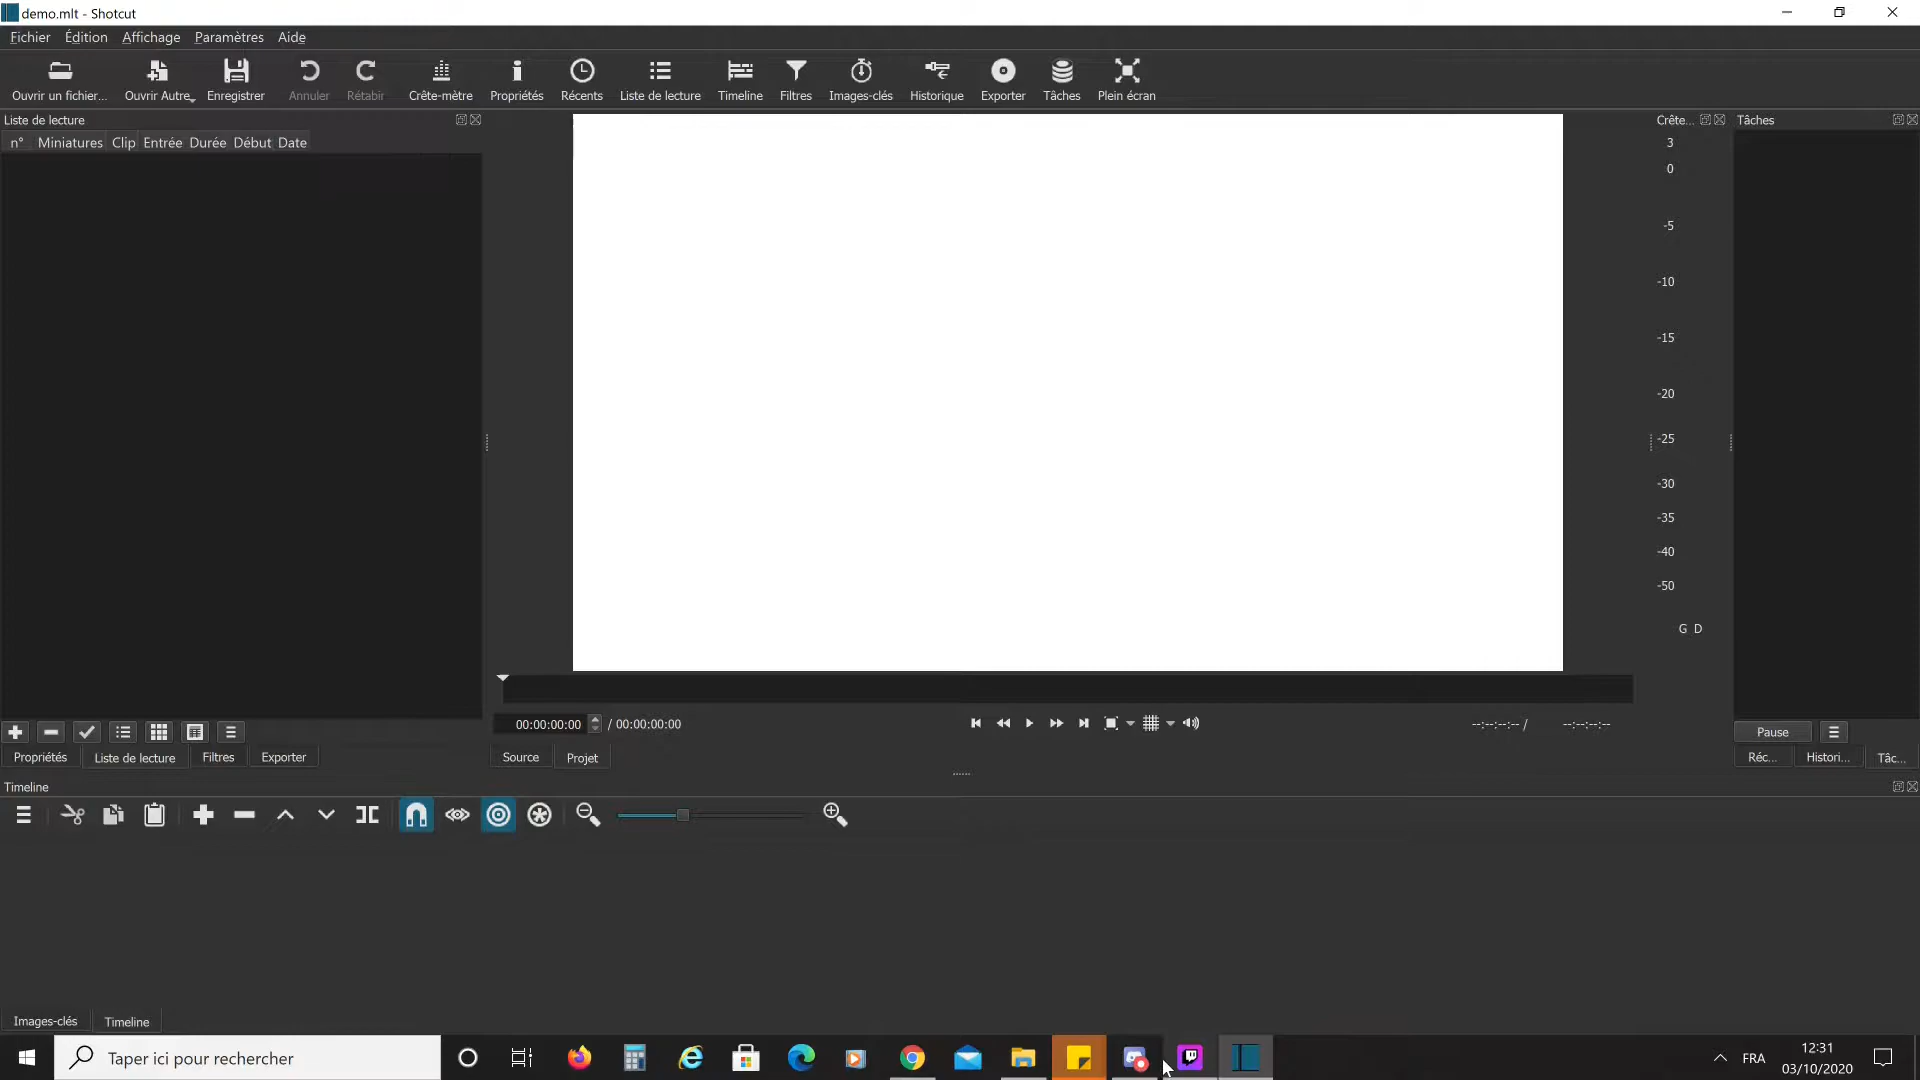 demo.mlt - Shotcut
Fichier Édition Affichage Paramètres Aide
Ouvrir un fichier... Ouvrir Autre Enregistrer Annuler Rétabir Crête-mètre Propriétés Récents Liste de lecture Timeline Filtres Images-clés Historique Exporter Tâches Plein écran
Liste de lecture
n° Miniatures Clip Entrée Durée Début Date
Crête...
3
0
-5
-10
-15
-20
-25
-30
-35
-40
-50
G D
Tâches
00:00:00:00 / 00:00:00:00
--:--:--:-- /
--:--:--:--
Pause
Propriétés Liste de lecture Filtres Exporter
Source Projet
Réc... Histori... Tâc...
Timeline
Images-clés Timeline
Taper ici pour rechercher
FRA
12:31
03/10/2020